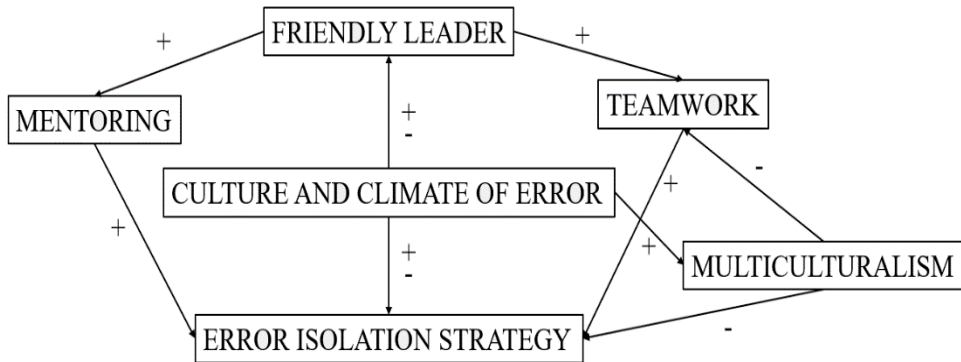 FRIENDLY LEADER
+
+
MENTORING
TEAMWORK
+
-
-
CULTURE AND CLIMATE OF ERROR
+
+
+
+
-
MULTICULTURALISM
ERROR ISOLATION STRATEGY
-